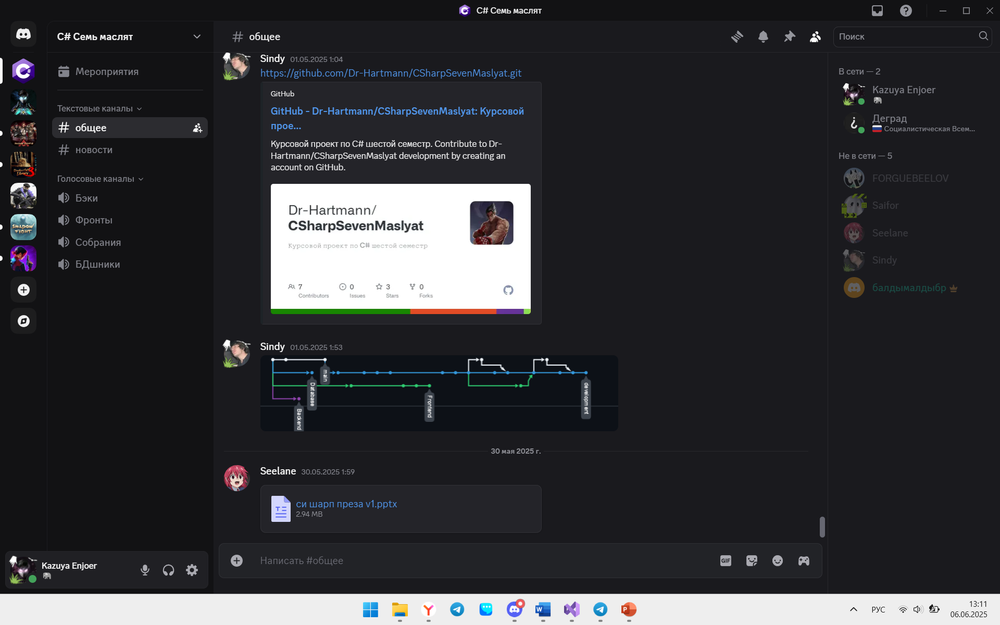 C# Семь маслят
C# Семь маслят
Мероприятия
Текстовые каналы
общее
новости
Голосовые каналы
Бэки
Фронты
Собрания
БДшники
Kazuya Enjoer
общее
Поиск
Sindy 01.05.2025 1:04
https://github.com/Dr-Hartmann/CSharpSevenMaslyat.git
GitHub
GitHub - Dr-Hartmann/CSharpSevenMaslyat: Курсовой
прое...
Курсовой проект по C# шестой семестр. Contribute to Dr-
Hartmann/CSharpSevenMaslyat development by creating an
account on GitHub.
Dr-Hartmann/
CSharpSevenMaslyat
Курсовой проект по C# шестой семестр
7 0 3 0
Contributors Issues Stars Forks
Sindy 01.05.2025 1:53
main
Database
Backend
Frontend
development
30 мая 2025 г.
Seelane 30.05.2025 1:59
си шарп преза v1.pptx
2.94 MB
Написать #общее
GIF
В сети — 2
Kazuya Enjoer
Деград
Социалистическая Всем...
Не в сети — 5
FORGUEBEELOV
Saifor
Seelane
Sindy
балдымалдыбр
SHADOW
FIGHT
РУС
13:11
06.06.2025